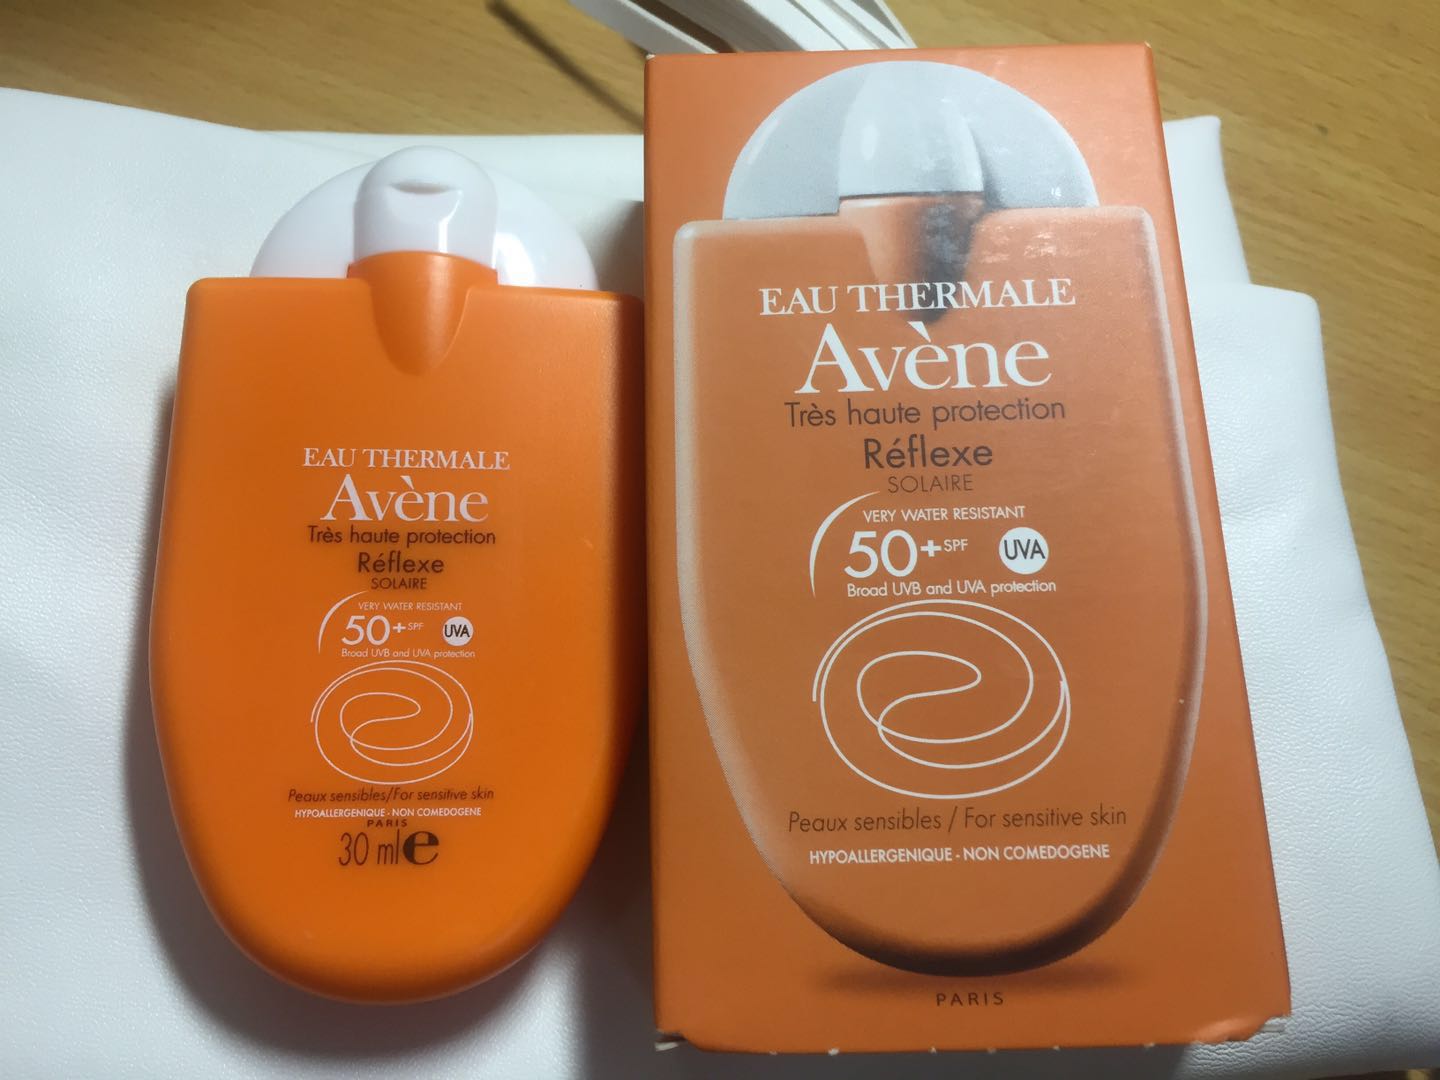 EAU THERMALE
Avène
Très haute protection
Réflexe
SOLAIRE
VERY WATER RESISTANT
50+ SPF UVA
Broad UVB and UVA protection
Peaux sensibles/For sensitive skin
HYPOALLERGENIQUE - NON COMEDOGENE
PARIS
30 ml e
EAU THERMALE
Avène
Très haute protection
Réflexe
SOLAIRE
VERY WATER RESISTANT
50+ SPF UVA
Broad UVB and UVA protection
Peaux sensibles / For sensitive skin
HYPOALLERGENIQUE - NON COMEDOGENE
PARIS